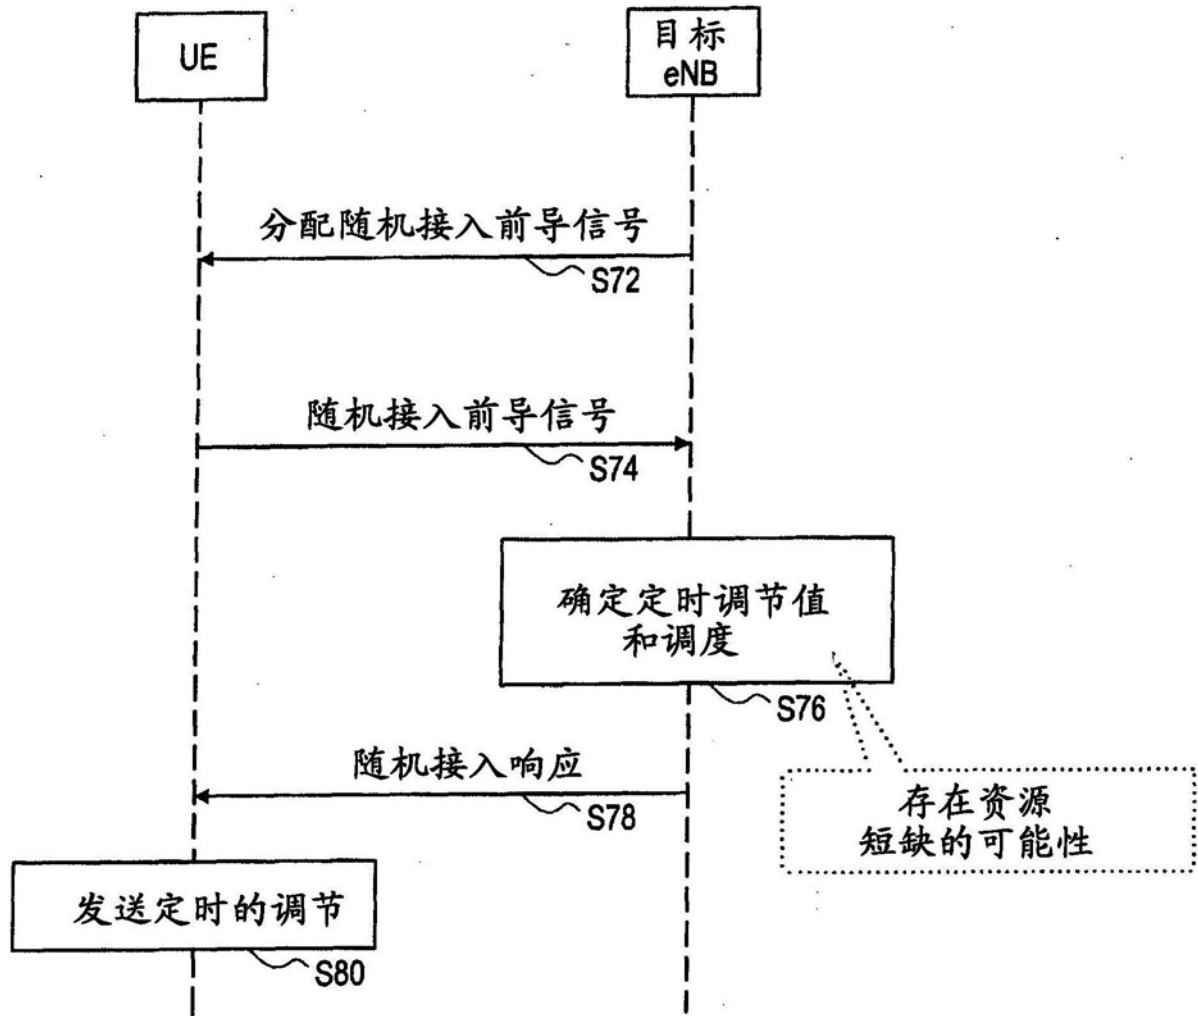 UE
目标
eNB
分配随机接入前导信号
S72
随机接入前导信号
S74
确定定时调节值
和调度
S76
随机接入响应
S78
存在资源
短缺的可能性
发送定时的调节
S80